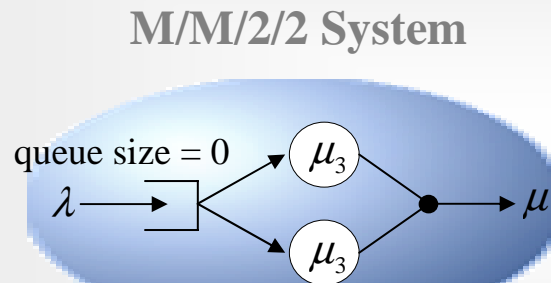 M/M/2/2 System
queue size = 0
μ₃
λ
μ
μ₃